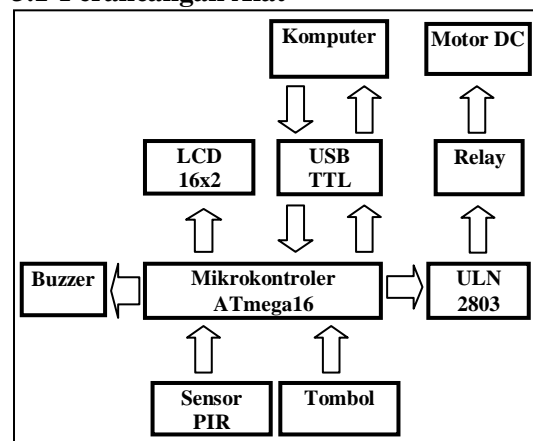 Komputer
Motor DC
LCD
16x2
USB
TTL
Relay
Buzzer
Mikrokontroler
ATmega16
ULN
2803
Sensor
PIR
Tombol